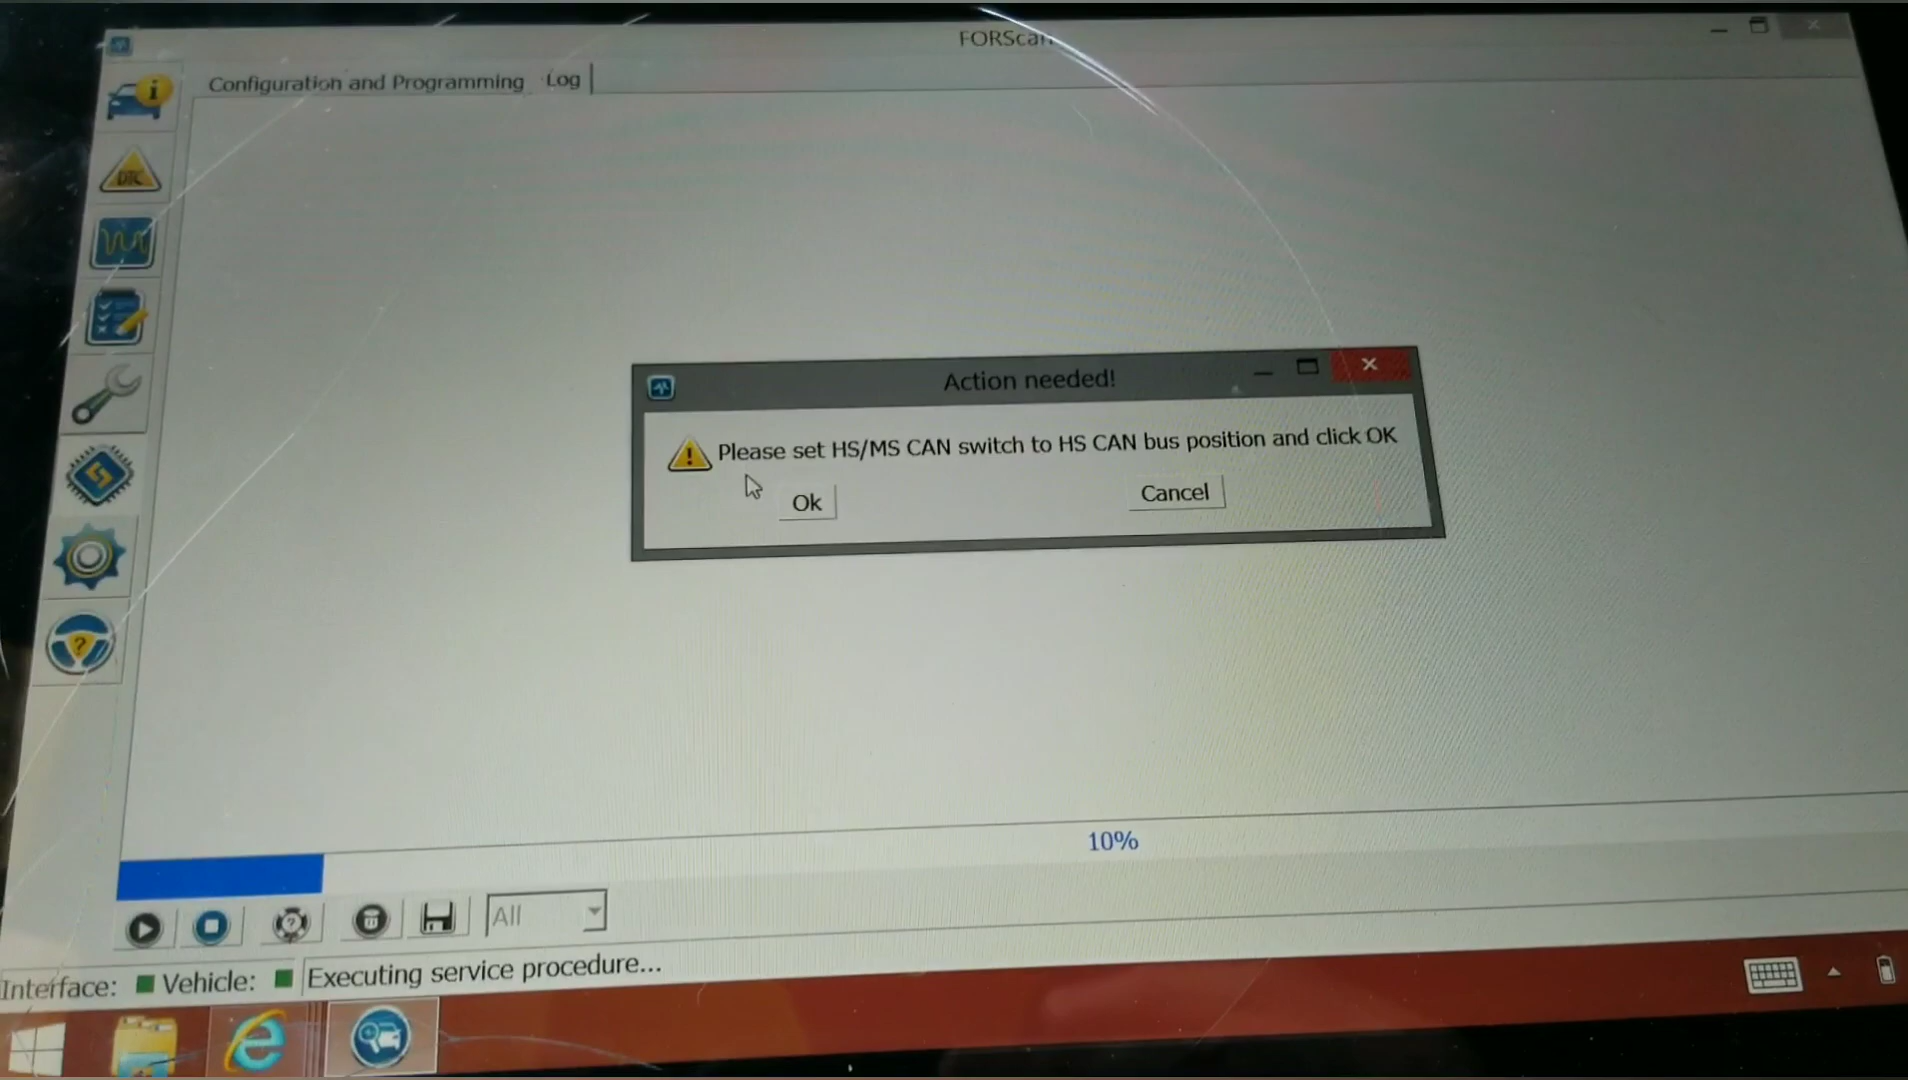 FORScan
Configuration and Programming Log
DTC
Action needed!
Please set HS/MS CAN switch to HS CAN bus position and click OK
Ok Cancel
10%
All
Interface: Vehicle: Executing service procedure...